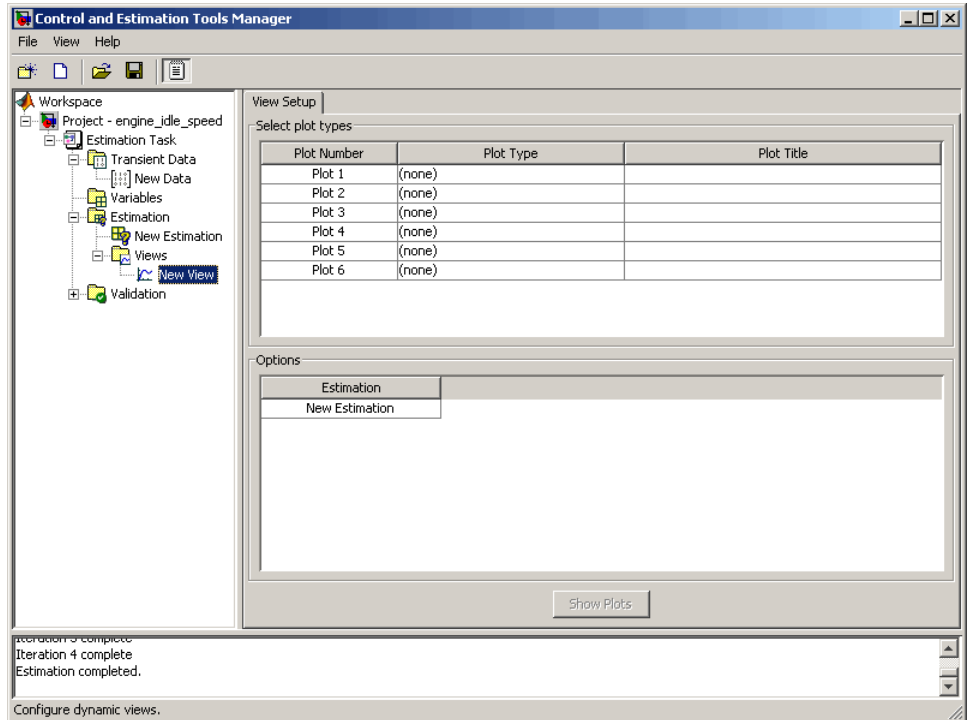 Control and Estimation Tools Manager
File View Help
Workspace
Project - engine_idle_speed
Estimation Task
Transient Data
New Data
Variables
Estimation
New Estimation
Views
New View
Validation
View Setup
Select plot types
Plot Number Plot Type Plot Title
Plot 1 (none)
Plot 2 (none)
Plot 3 (none)
Plot 4 (none)
Plot 5 (none)
Plot 6 (none)
Options
Estimation
New Estimation
Show Plots
Iteration 3 complete
Iteration 4 complete
Estimation completed.
Configure dynamic views.